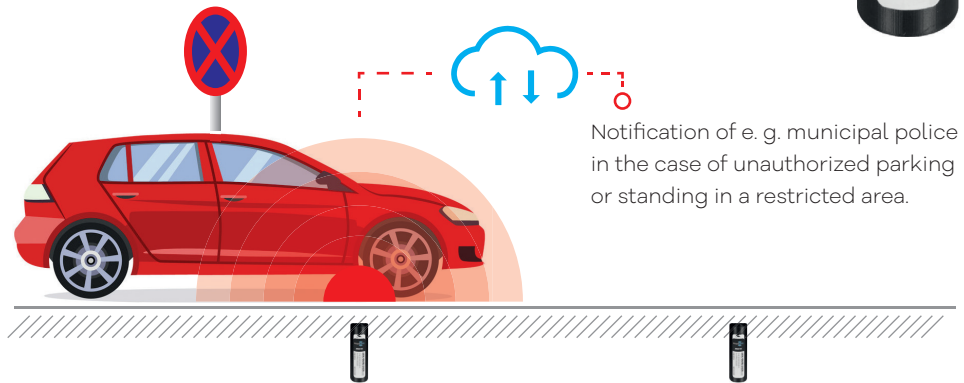 Notification of e. g. municipal police
in the case of unauthorized parking
or standing in a restricted area.